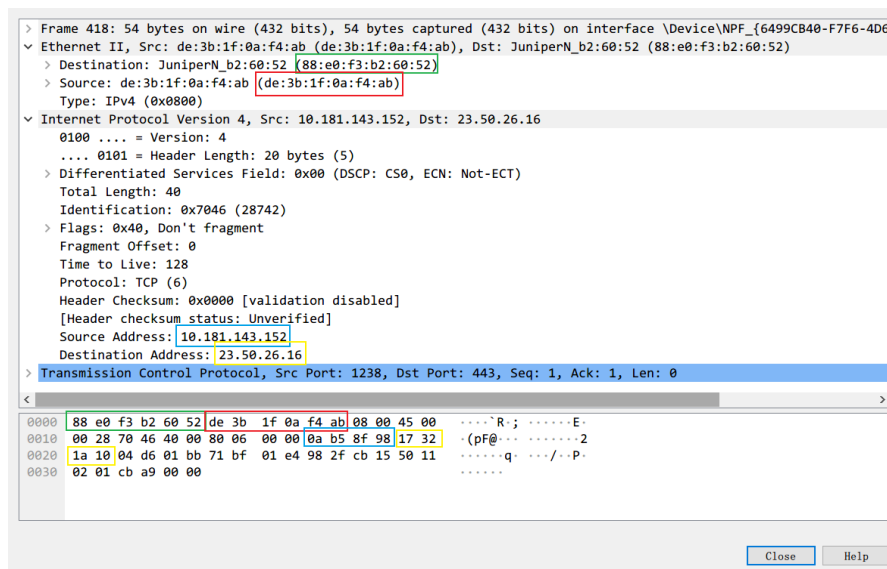 Frame 418: 54 bytes on wire (432 bits), 54 bytes captured (432 bits) on interface \Device\NPF_{6499CB40-F7F6-4D6
Ethernet II, Src: de:3b:1f:0a:f4:ab (de:3b:1f:0a:f4:ab), Dst: JuniperN_b2:60:52 (88:e0:f3:b2:60:52)
Destination: JuniperN_b2:60:52 (88:e0:f3:b2:60:52)
Source: de:3b:1f:0a:f4:ab (de:3b:1f:0a:f4:ab)
Type: IPv4 (0x0800)
Internet Protocol Version 4, Src: 10.181.143.152, Dst: 23.50.26.16
0100 .... = Version: 4
.... 0101 = Header Length: 20 bytes (5)
Differentiated Services Field: 0x00 (DSCP: CS0, ECN: Not-ECT)
Total Length: 40
Identification: 0x7046 (28742)
Flags: 0x40, Don't fragment
Fragment Offset: 0
Time to Live: 128
Protocol: TCP (6)
Header Checksum: 0x0000 [validation disabled]
[Header checksum status: Unverified]
Source Address: 10.181.143.152
Destination Address: 23.50.26.16
Transmission Control Protocol, Src Port: 1238, Dst Port: 443, Seq: 1, Ack: 1, Len: 0
0000 88 e0 f3 b2 60 52 de 3b 1f 0a f4 ab 08 00 45 00 ····`R·; ······E·
0010 00 28 70 46 40 00 80 06 00 00 0a b5 8f 98 17 32 ·(pF@··· ·······2
0020 1a 10 04 d6 01 bb 71 bf 01 e4 98 2f cb 15 50 11 ······q· ···/··P·
0030 02 01 cb a9 00 00 ······
Close Help